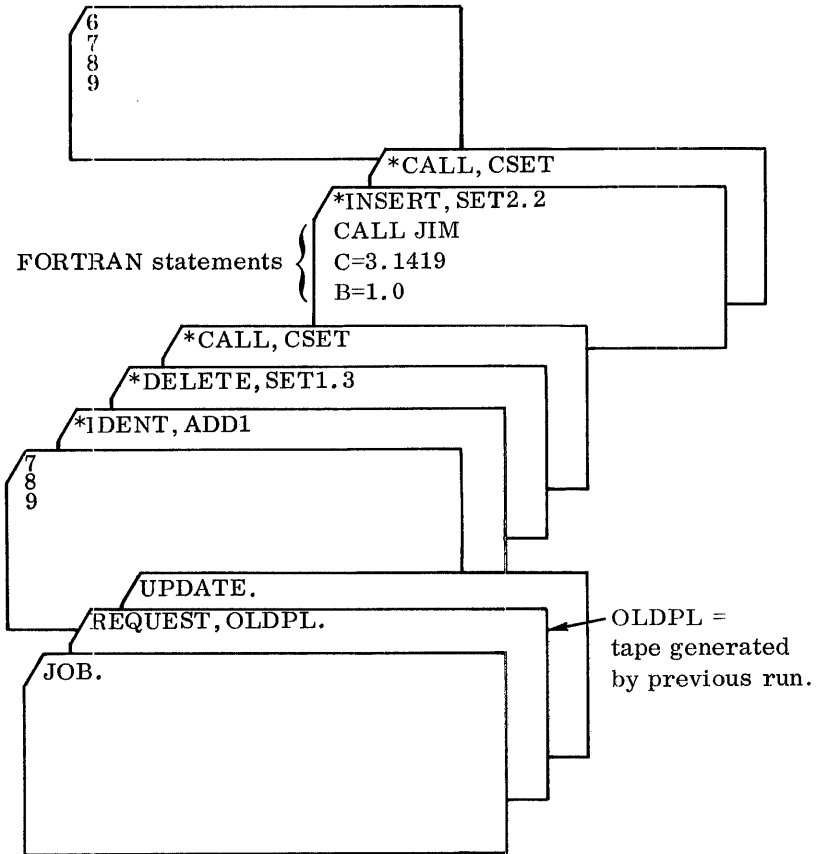 6
7
8
9
*CALL, CSET
*INSERT, SET2.2
CALL JIM
FORTRAN statements
C=3.1419
B=1.0
*CALL, CSET
*DELETE, SET1.3
*IDENT, ADD1
7
8
9
UPDATE.
REQUEST, OLDPL.
OLDPL =
tape generated
by previous run.
JOB.